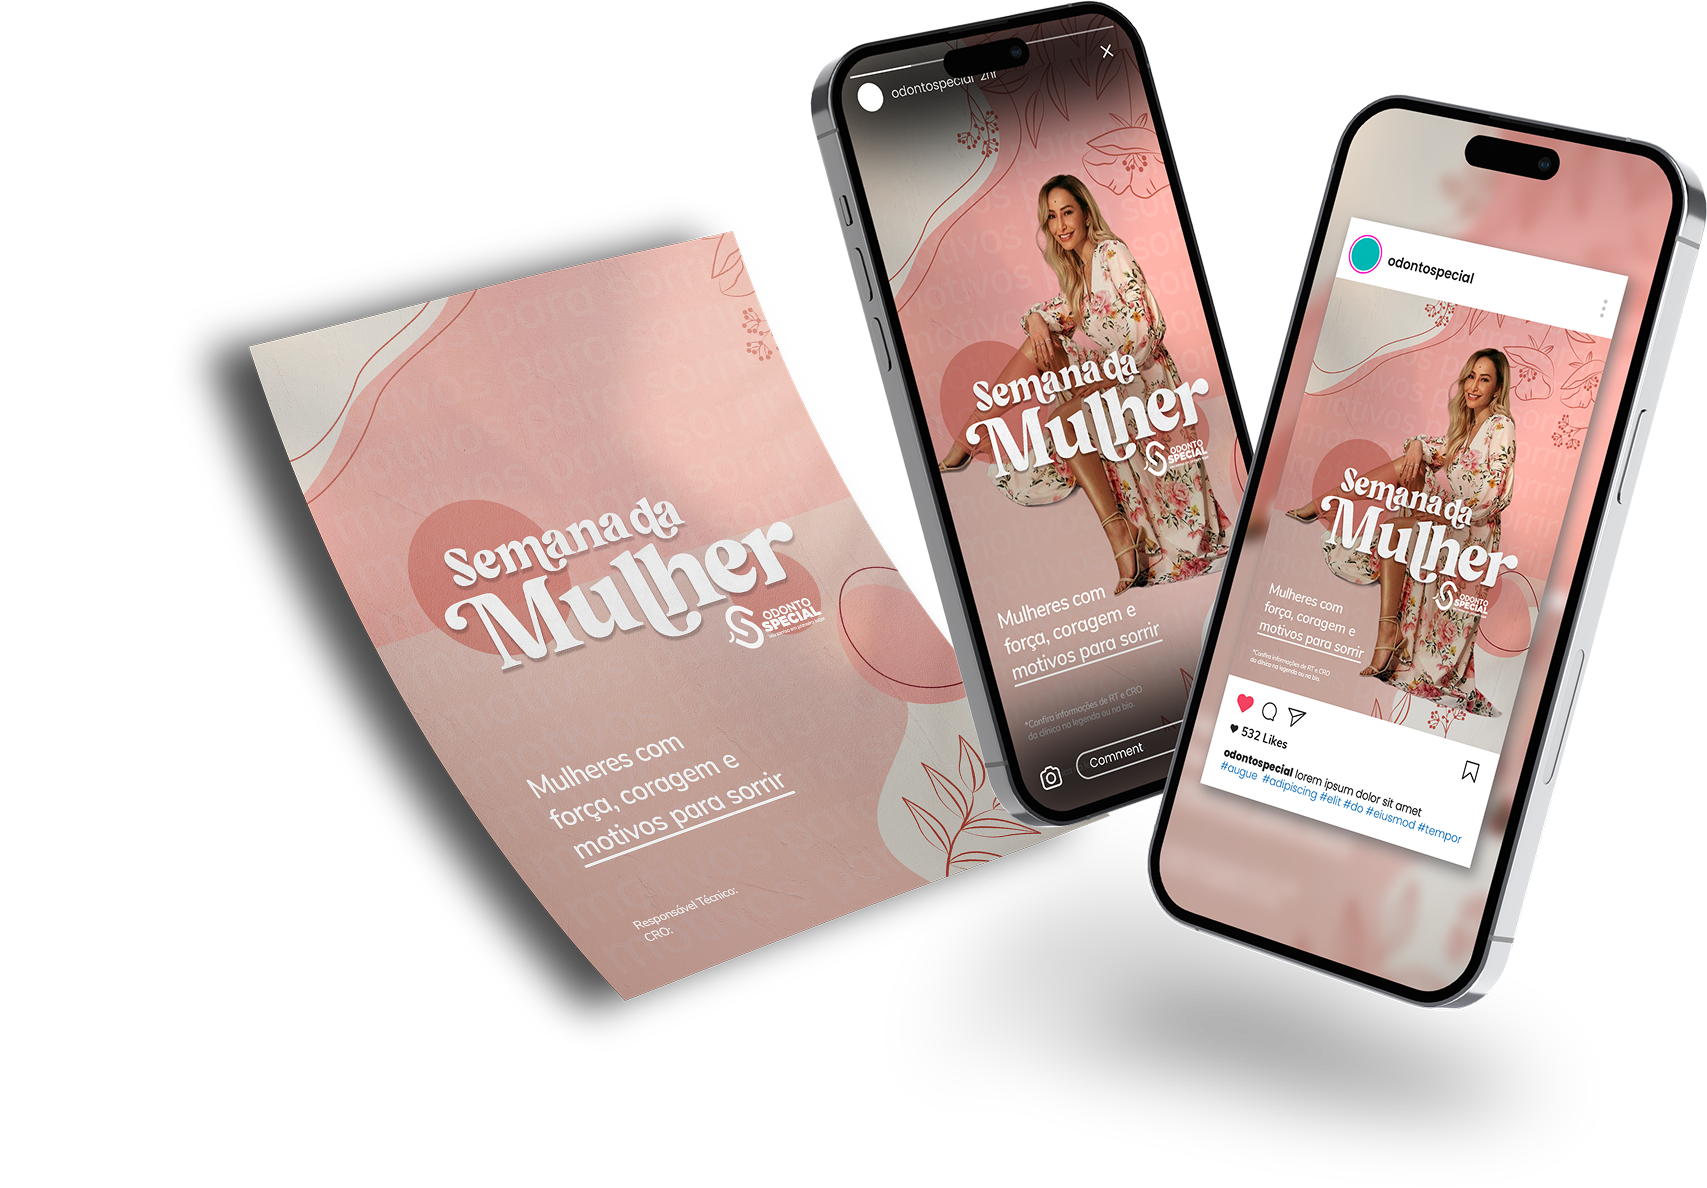 Semana da
Mulher
ODONTO
SPECIAL
Mulheres com
força, coragem e
motivos para sorrir
Responsável Técnico:
CRO:
odontospecial 2hr
Semana da
Mulher
ODONTO
SPECIAL
Mulheres com
força, coragem e
motivos para sorrir
*Confira informações de RT e CRO
da clínica na legenda ou na bio.
Comment
odontospecial
Semana da
Mulher
ODONTO
SPECIAL
Mulheres com
força, coragem e
motivos para sorrir
*Confira informações de RT e CRO
da clínica na legenda ou na bio.
532 Likes
odontospecial lorem ipsum dolor sit amet
#augue #adipiscing #elit #do #eiusmod #tempor